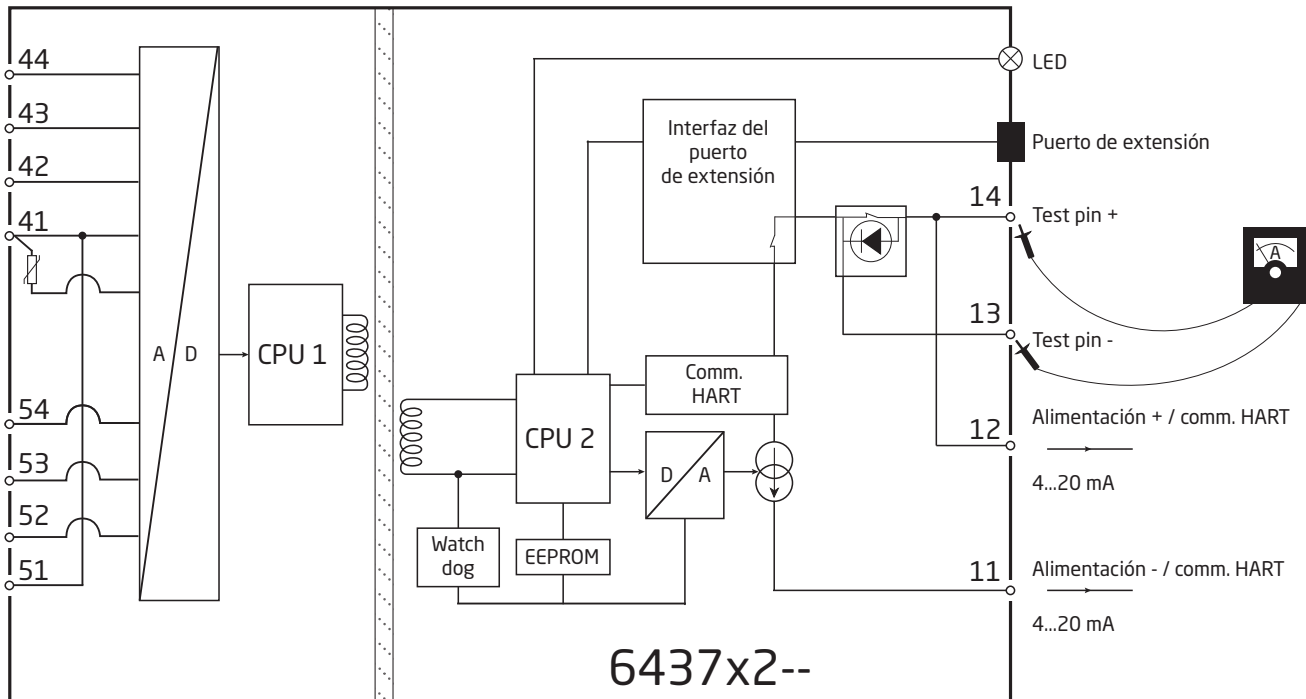 44
43
42
41
54
53
52
51
A
D
CPU 1
CPU 2
Watch
dog
EEPROM
Interfaz del
puerto
de extensión
Comm.
HART
D
A
LED
Puerto de extensión
14
Test pin +
A
13
Test pin -
12
Alimentación + / comm. HART
4...20 mA
11
Alimentación - / comm. HART
4...20 mA
6437x2--